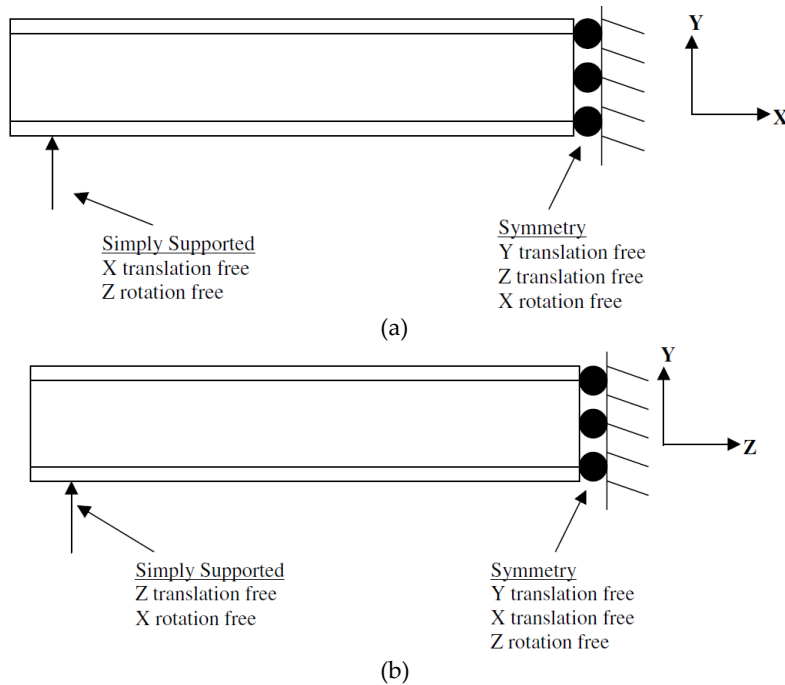 Y
X
Simply Supported
X translation free
Z rotation free
Symmetry
Y translation free
Z translation free
X rotation free
(a)
Y
Z
Simply Supported
Z translation free
X rotation free
Symmetry
Y translation free
X translation free
Z rotation free
(b)